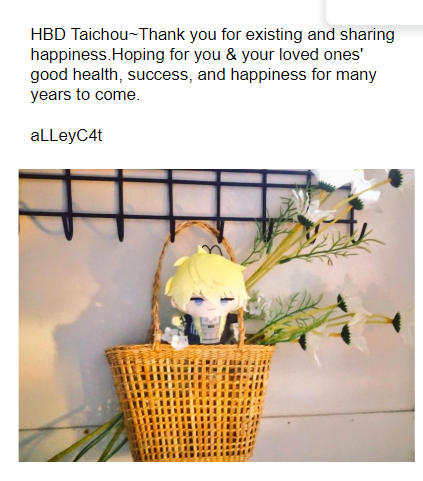 HBD Taichou~Thank you for existing and sharing
happiness.Hoping for you & your loved ones'
good health, success, and happiness for many
years to come.
aLLeyC4t